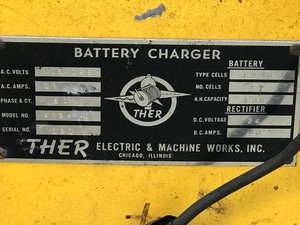 BATTERY CHARGER
A.C. VOLTS
A.C. AMPS.
PHASE & CY.
MODEL NO.
SERIAL NO.
THER
BATTERY
TYPE CELLS
NO. CELLS
A.H. CAPACITY
RECTIFIER
D.C. VOLTAGE
D.C. AMPS.
THER ELECTRIC & MACHINE WORKS, INC.
CHICAGO, ILLINOIS